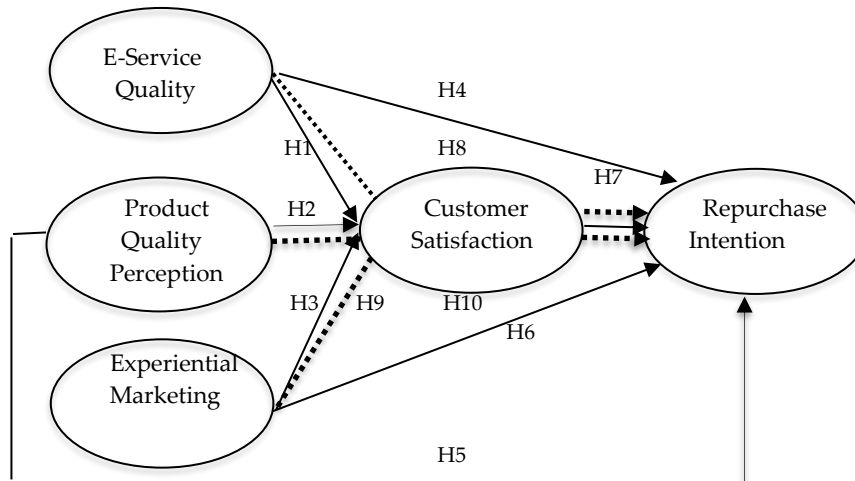 E-Service
Quality
H4
H1
H8
H7
Product
Quality
Perception
H2
Customer
Satisfaction
Repurchase
Intention
H3
H9
H10
H6
Experiential
Marketing
H5